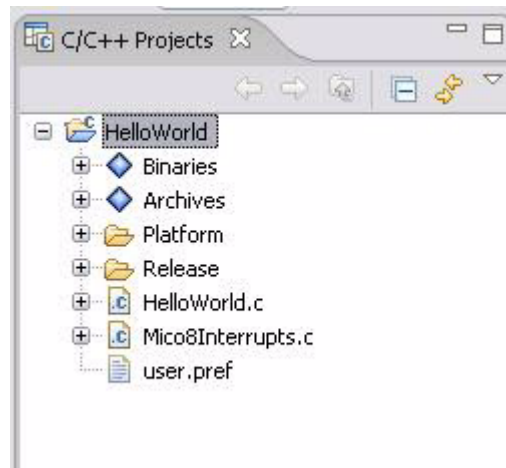 C/C++ Projects
HelloWorld
Binaries
Archives
Platform
Release
HelloWorld.c
Mico8Interrupts.c
user.pref